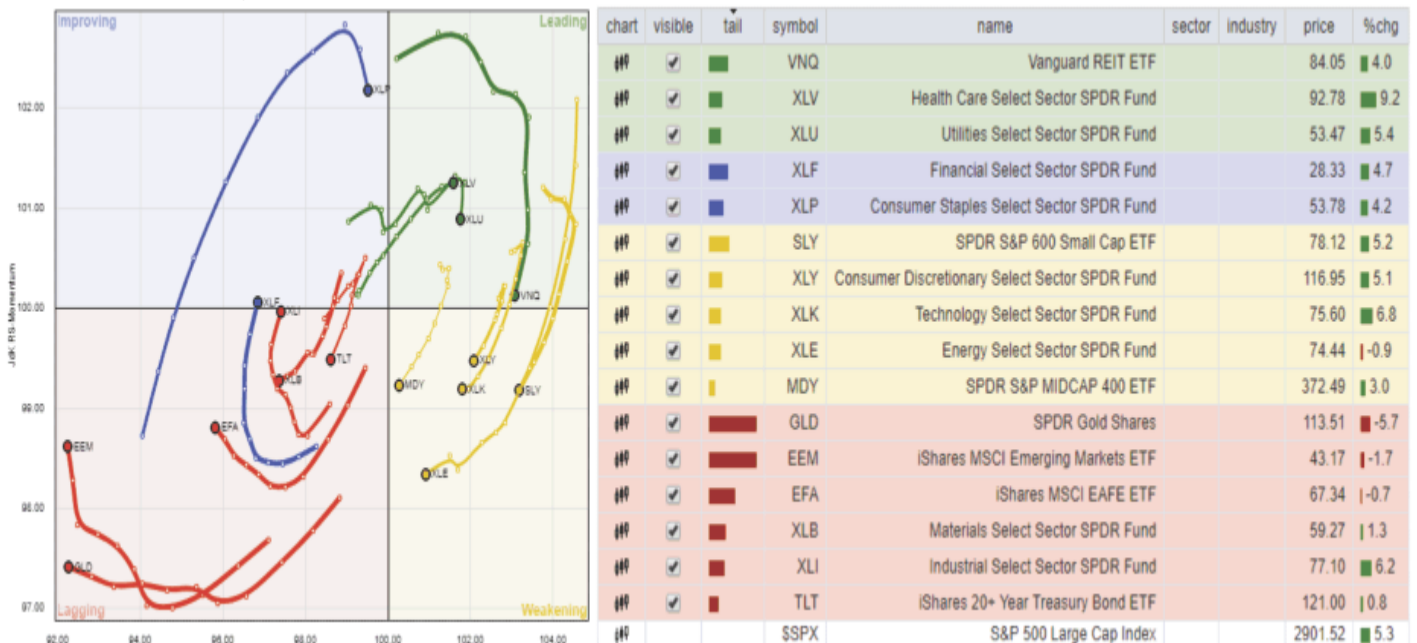 Improving Leading
102.00
101.00
100.00
99.00
98.00
97.00
JdK RS-Momentum
Lagging Weakening
92.00 94.00 96.00 98.00 100.00 102.00 104.00
XLP
XLV
XLU
VNQ
XLF
XLI
TLT
XLB
MDY
XLY
XLK
SLY
EFA
EEM
XLE
GLD
chart visible tail symbol name sector industry price %chg
VNQ Vanguard REIT ETF 84.05 4.0
XLV Health Care Select Sector SPDR Fund 92.78 9.2
XLU Utilities Select Sector SPDR Fund 53.47 5.4
XLF Financial Select Sector SPDR Fund 28.33 4.7
XLP Consumer Staples Select Sector SPDR Fund 53.78 4.2
SLY SPDR S&P 600 Small Cap ETF 78.12 5.2
XLY Consumer Discretionary Select Sector SPDR Fund 116.95 5.1
XLK Technology Select Sector SPDR Fund 75.60 6.8
XLE Energy Select Sector SPDR Fund 74.44 -0.9
MDY SPDR S&P MIDCAP 400 ETF 372.49 3.0
GLD SPDR Gold Shares 113.51 -5.7
EEM iShares MSCI Emerging Markets ETF 43.17 -1.7
EFA iShares MSCI EAFE ETF 67.34 -0.7
XLB Materials Select Sector SPDR Fund 59.27 1.3
XLI Industrial Select Sector SPDR Fund 77.10 6.2
TLT iShares 20+ Year Treasury Bond ETF 121.00 0.8
$SPX S&P 500 Large Cap Index 2901.52 5.3